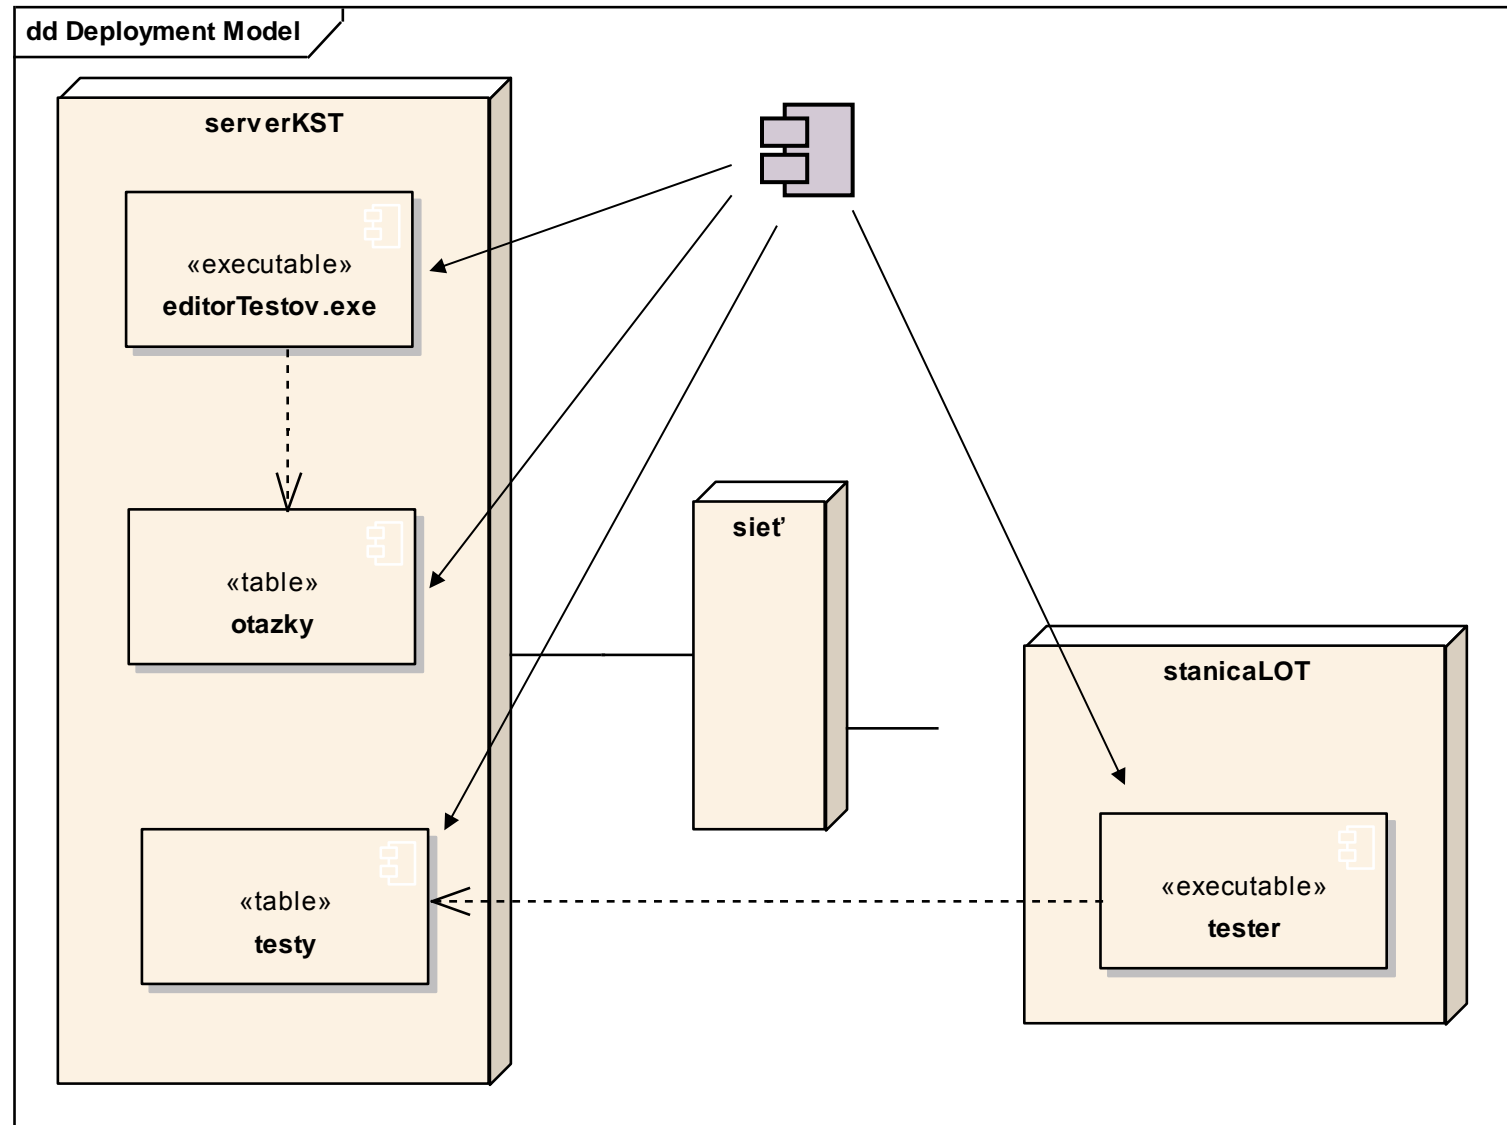 dd Deployment Model
serverKST
«executable»
editorTestov.exe
«table»
otazky
sieť
stanicaLOT
«table»
testy
«executable»
tester